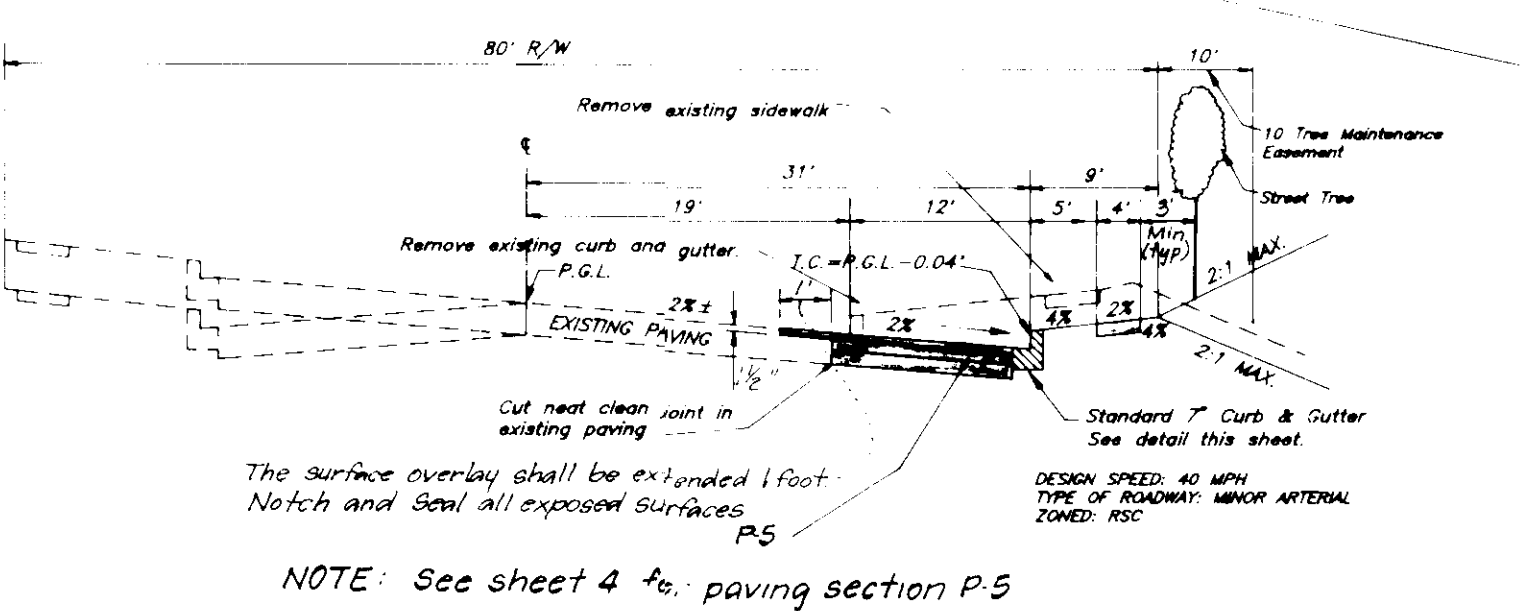 80' R/W
10'
Remove existing sidewalk
10 Tree Maintenance
Easement
℄
31'
9'
Street Tree
19'
12'
5'
4'
3'
Min
(typ)
Remove existing curb and gutter.
T.C.=P.G.L.-0.04'
2:1 MAX.
P.G.L.
1'
2% ±
EXISTING PAVING
2%
4%
2%
4%
2:1 MAX.
1½"
Cut neat clean joint in
existing paving
Standard 7" Curb & Gutter
See detail this sheet.
The surface overlay shall be extended 1 foot
Notch and Seal all exposed surfaces
DESIGN SPEED: 40 MPH
TYPE OF ROADWAY: MINOR ARTERIAL
ZONED: RSC
P-5
NOTE: See sheet 4 for paving section P-5